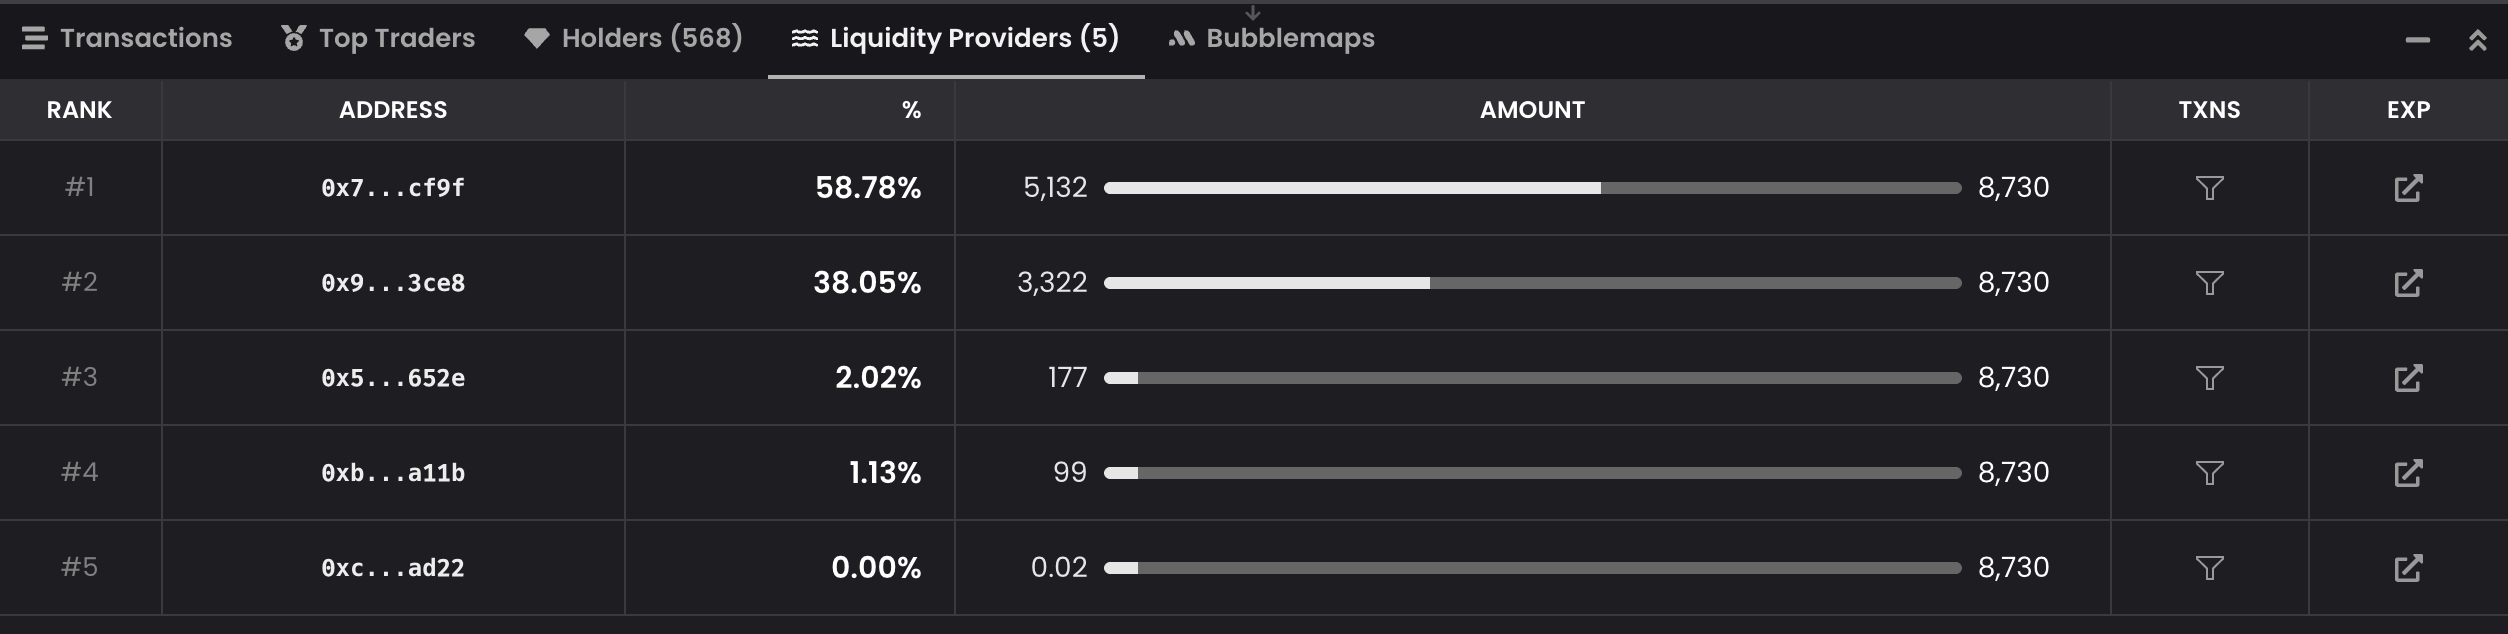 Transactions Top Traders Holders (568) Liquidity Providers (5) Bubblemaps
RANK ADDRESS % AMOUNT TXNS EXP
#1 0x7...cf9f 58.78% 5,132 8,730
#2 0x9...3ce8 38.05% 3,322 8,730
#3 0x5...652e 2.02% 177 8,730
#4 0xb...a11b 1.13% 99 8,730
#5 0xc...ad22 0.00% 0.02 8,730